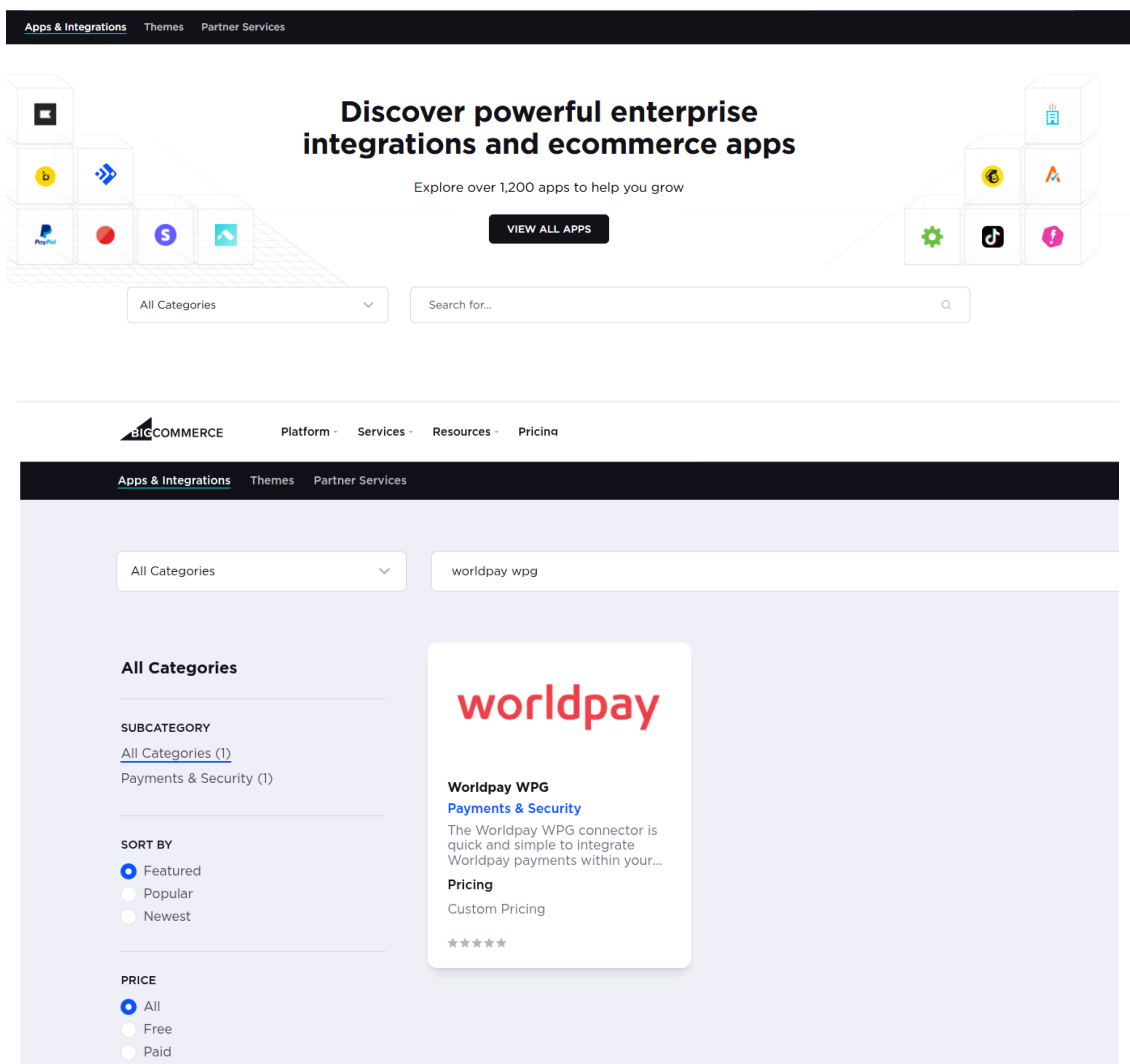 Apps & Integrations Themes Partner Services
Discover powerful enterprise
integrations and ecommerce apps
Explore over 1,200 apps to help you grow
VIEW ALL APPS
b
PayPal
S
All Categories
Search for...
BIGCOMMERCE
Platform Services Resources Pricing
Apps & Integrations Themes Partner Services
All Categories
worldpay wpg
All Categories
SUBCATEGORY
All Categories (1)
Payments & Security (1)
SORT BY
Featured
Popular
Newest
PRICE
All
Free
Paid
worldpay
Worldpay WPG
Payments & Security
The Worldpay WPG connector is
quick and simple to integrate
Worldpay payments within your...
Pricing
Custom Pricing